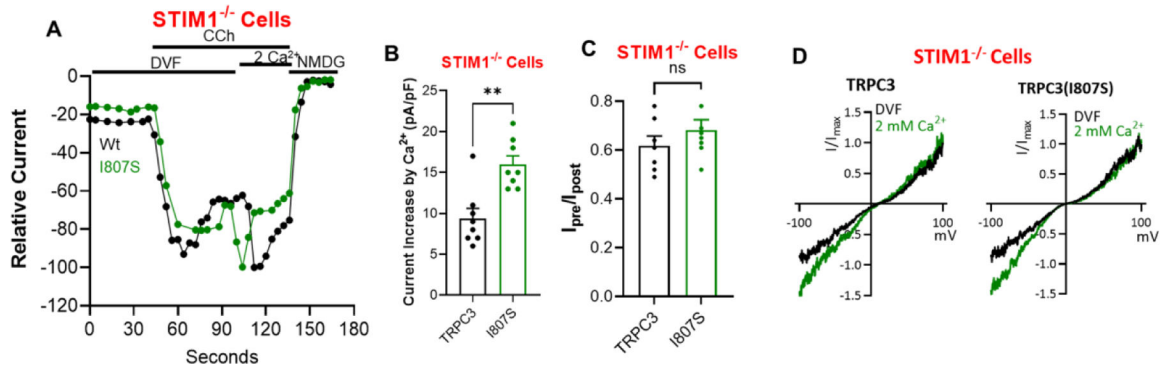 A
STIM1-/- Cells
CCh
DVF
2 Ca2+
NMDG
Relative Current
0
-20
-40
-60
-80
-100
-120
Wt
I807S
0 30 60 90 120 150 180
Seconds
B
STIM1-/- Cells
**
Current Increase by Ca2+ (pA/pF)
25
20
15
10
5
0
TRPC3
I807S
C
STIM1-/- Cells
ns
Ipre/Ipost
0.8
0.6
0.4
0.2
0.0
TRPC3
I807S
D
STIM1-/- Cells
TRPC3
DVF
2 mM Ca2+
I/Imax
1.5
1.0
0.5
-100
100
mV
-0.5
-1.0
-1.5
TRPC3(I807S)
DVF
2 mM Ca2+
I/Imax
1.5
1.0
0.5
-100
100
mV
-0.5
-1.0
-1.5